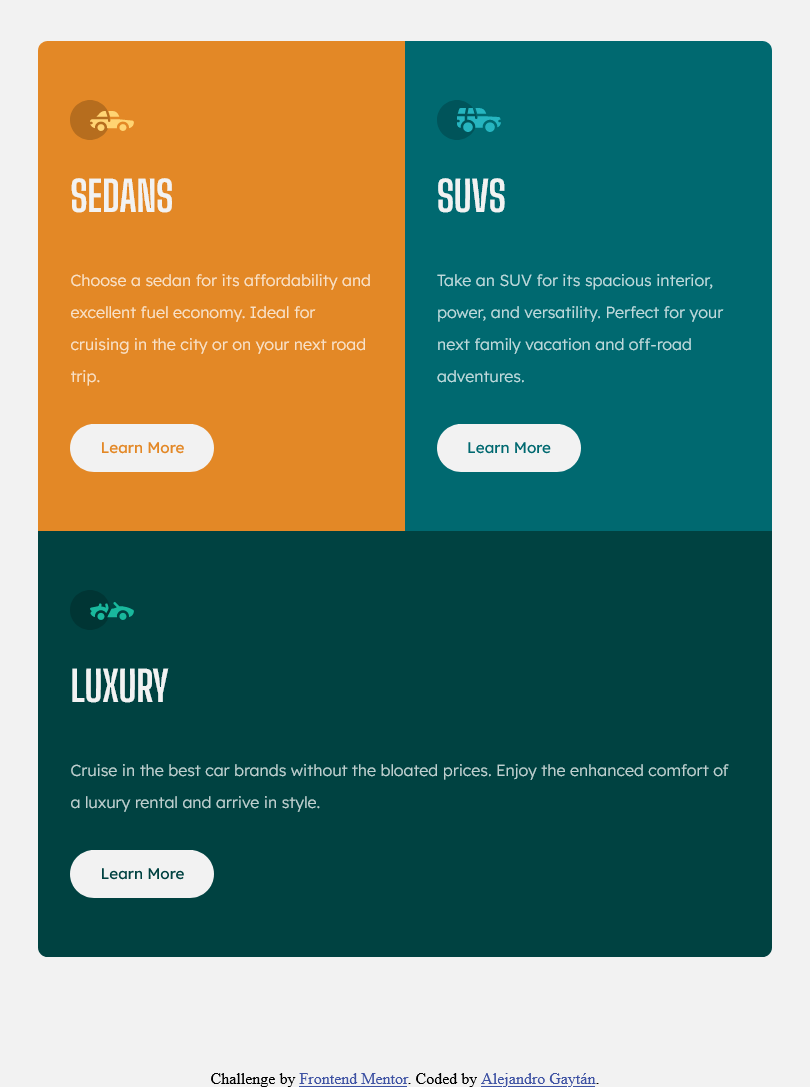 SEDANS
Choose a sedan for its affordability and
excellent fuel economy. Ideal for
cruising in the city or on your next road
trip.
Learn More
SUVS
Take an SUV for its spacious interior,
power, and versatility. Perfect for your
next family vacation and off-road
adventures.
Learn More
LUXURY
Cruise in the best car brands without the bloated prices. Enjoy the enhanced comfort of
a luxury rental and arrive in style.
Learn More
Challenge by Frontend Mentor. Coded by Alejandro Gaytán.